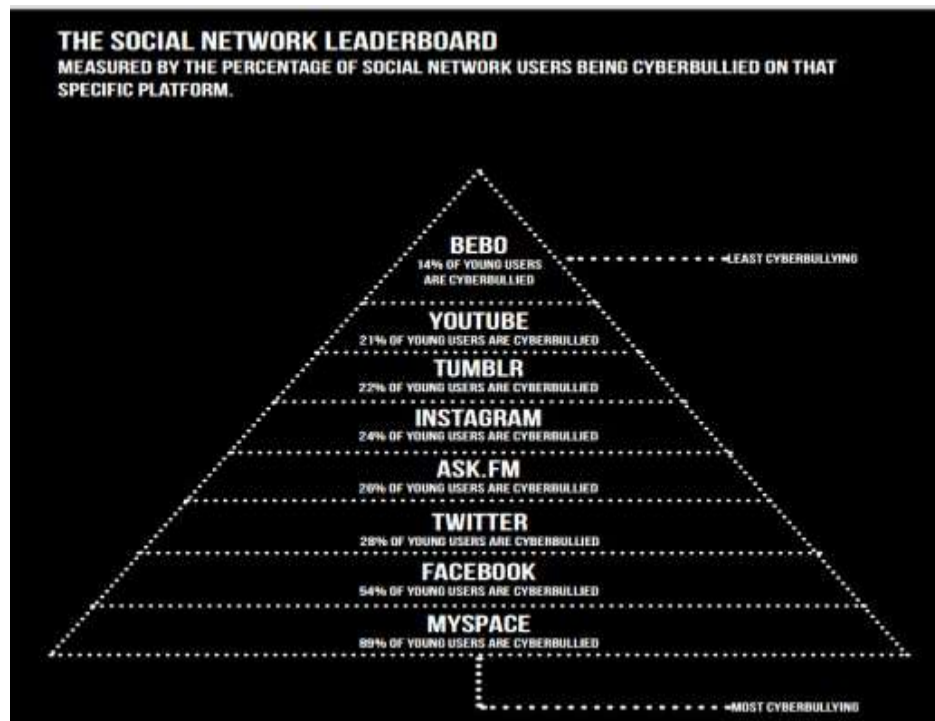 THE SOCIAL NETWORK LEADERBOARD
MEASURED BY THE PERCENTAGE OF SOCIAL NETWORK USERS BEING CYBERBULLIED ON THAT
SPECIFIC PLATFORM.
BEBO
14% OF YOUNG USERS
ARE CYBERBULLIED
LEAST CYBERBULLYING
YOUTUBE
21% OF YOUNG USERS ARE CYBERBULLIED
TUMBLR
22% OF YOUNG USERS ARE CYBERBULLIED
INSTAGRAM
24% OF YOUNG USERS ARE CYBERBULLIED
ASK.FM
26% OF YOUNG USERS ARE CYBERBULLIED
TWITTER
28% OF YOUNG USERS ARE CYBERBULLIED
FACEBOOK
54% OF YOUNG USERS ARE CYBERBULLIED
MYSPACE
89% OF YOUNG USERS ARE CYBERBULLIED
MOST CYBERBULLYING